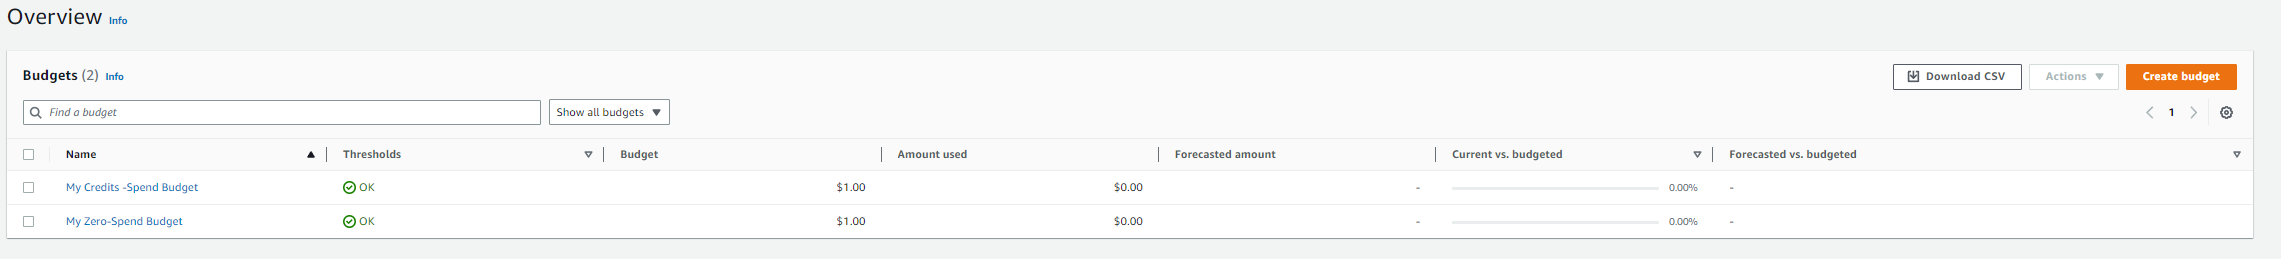 Overview Info
Budgets (2) Info
Download CSV
Actions
Create budget
Find a budget
Show all budgets
1
Name Thresholds Budget Amount used Forecasted amount Current vs. budgeted Forecasted vs. budgeted
My Credits -Spend Budget OK $1.00 $0.00 - 0.00% -
My Zero-Spend Budget OK $1.00 $0.00 - 0.00% -